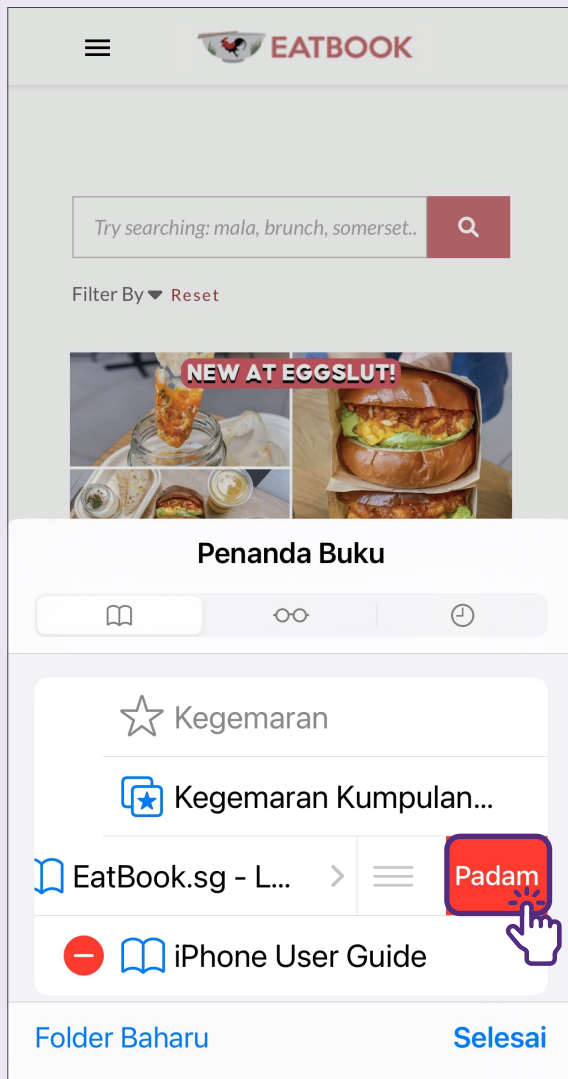 EATBOOK
Try searching: mala, brunch, somerset..
Filter By Reset
NEW AT EGGSLUT!
Penanda Buku
Kegemaran
Kegemaran Kumpulan...
EatBook.sg - L... Padam
iPhone User Guide
Folder Baharu Selesai